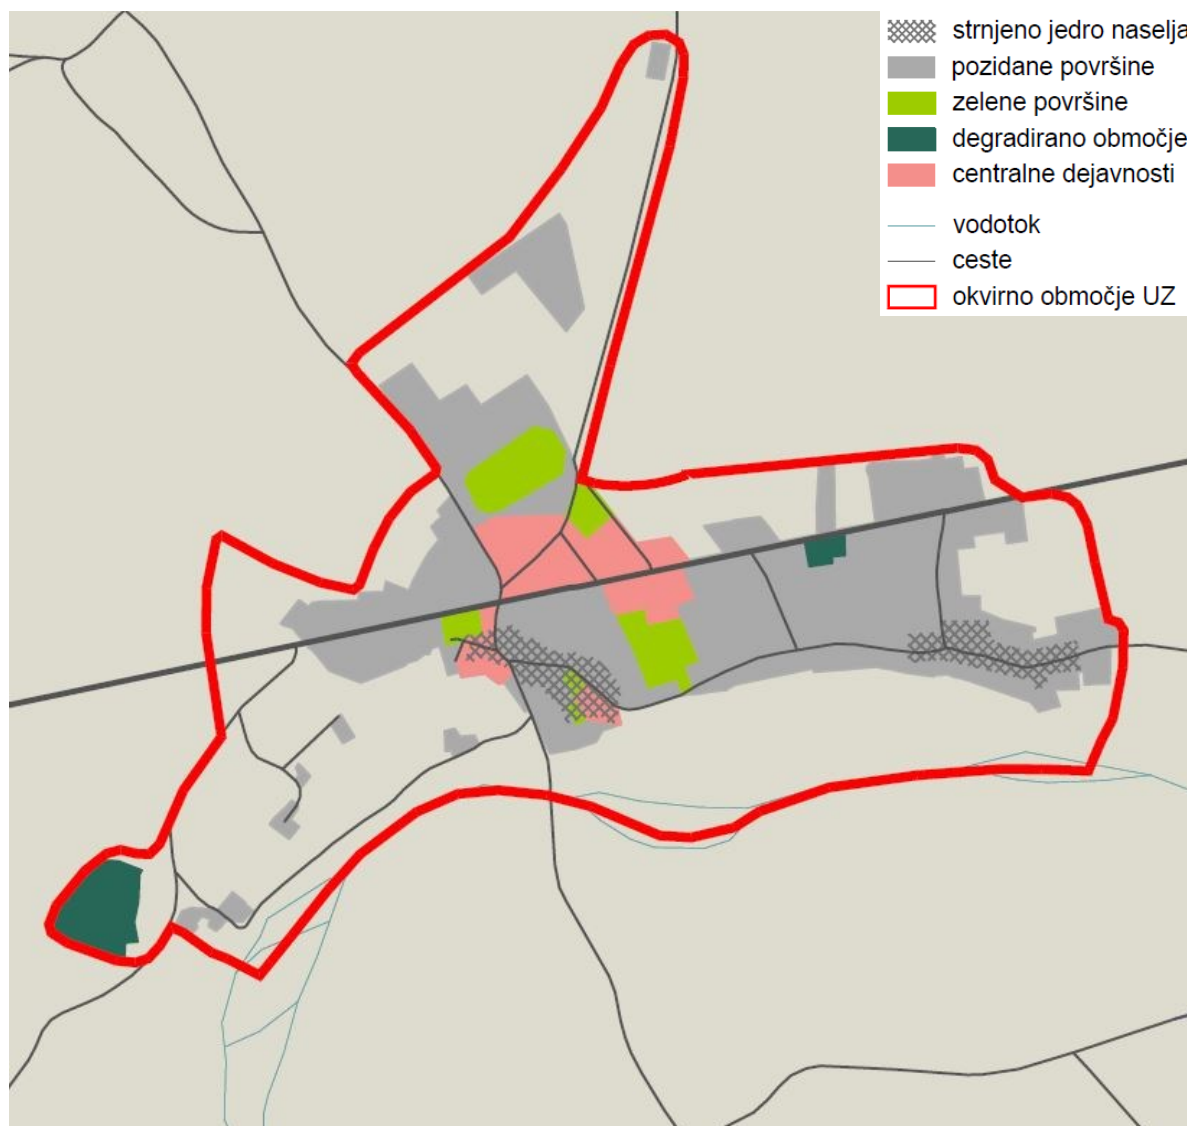 strnjeno jedro naselja
pozidane površine
zelene površine
degradirano območje
centralne dejavnosti
vodotok
ceste
okvirno območje UZ